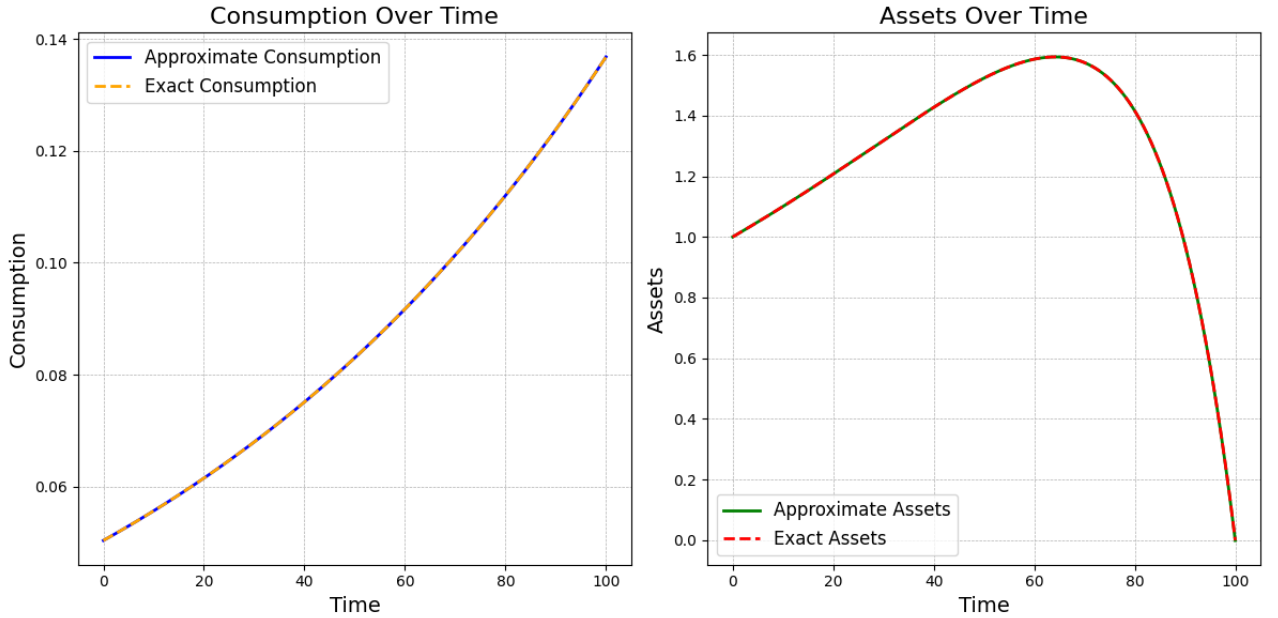 Consumption Over Time
0.14
0.12
0.10
0.08
0.06
Consumption
Approximate Consumption
Exact Consumption
0 20 40 60 80 100
Time
Assets Over Time
1.6
1.4
1.2
1.0
0.8
0.6
0.4
0.2
0.0
Assets
Approximate Assets
Exact Assets
0 20 40 60 80 100
Time